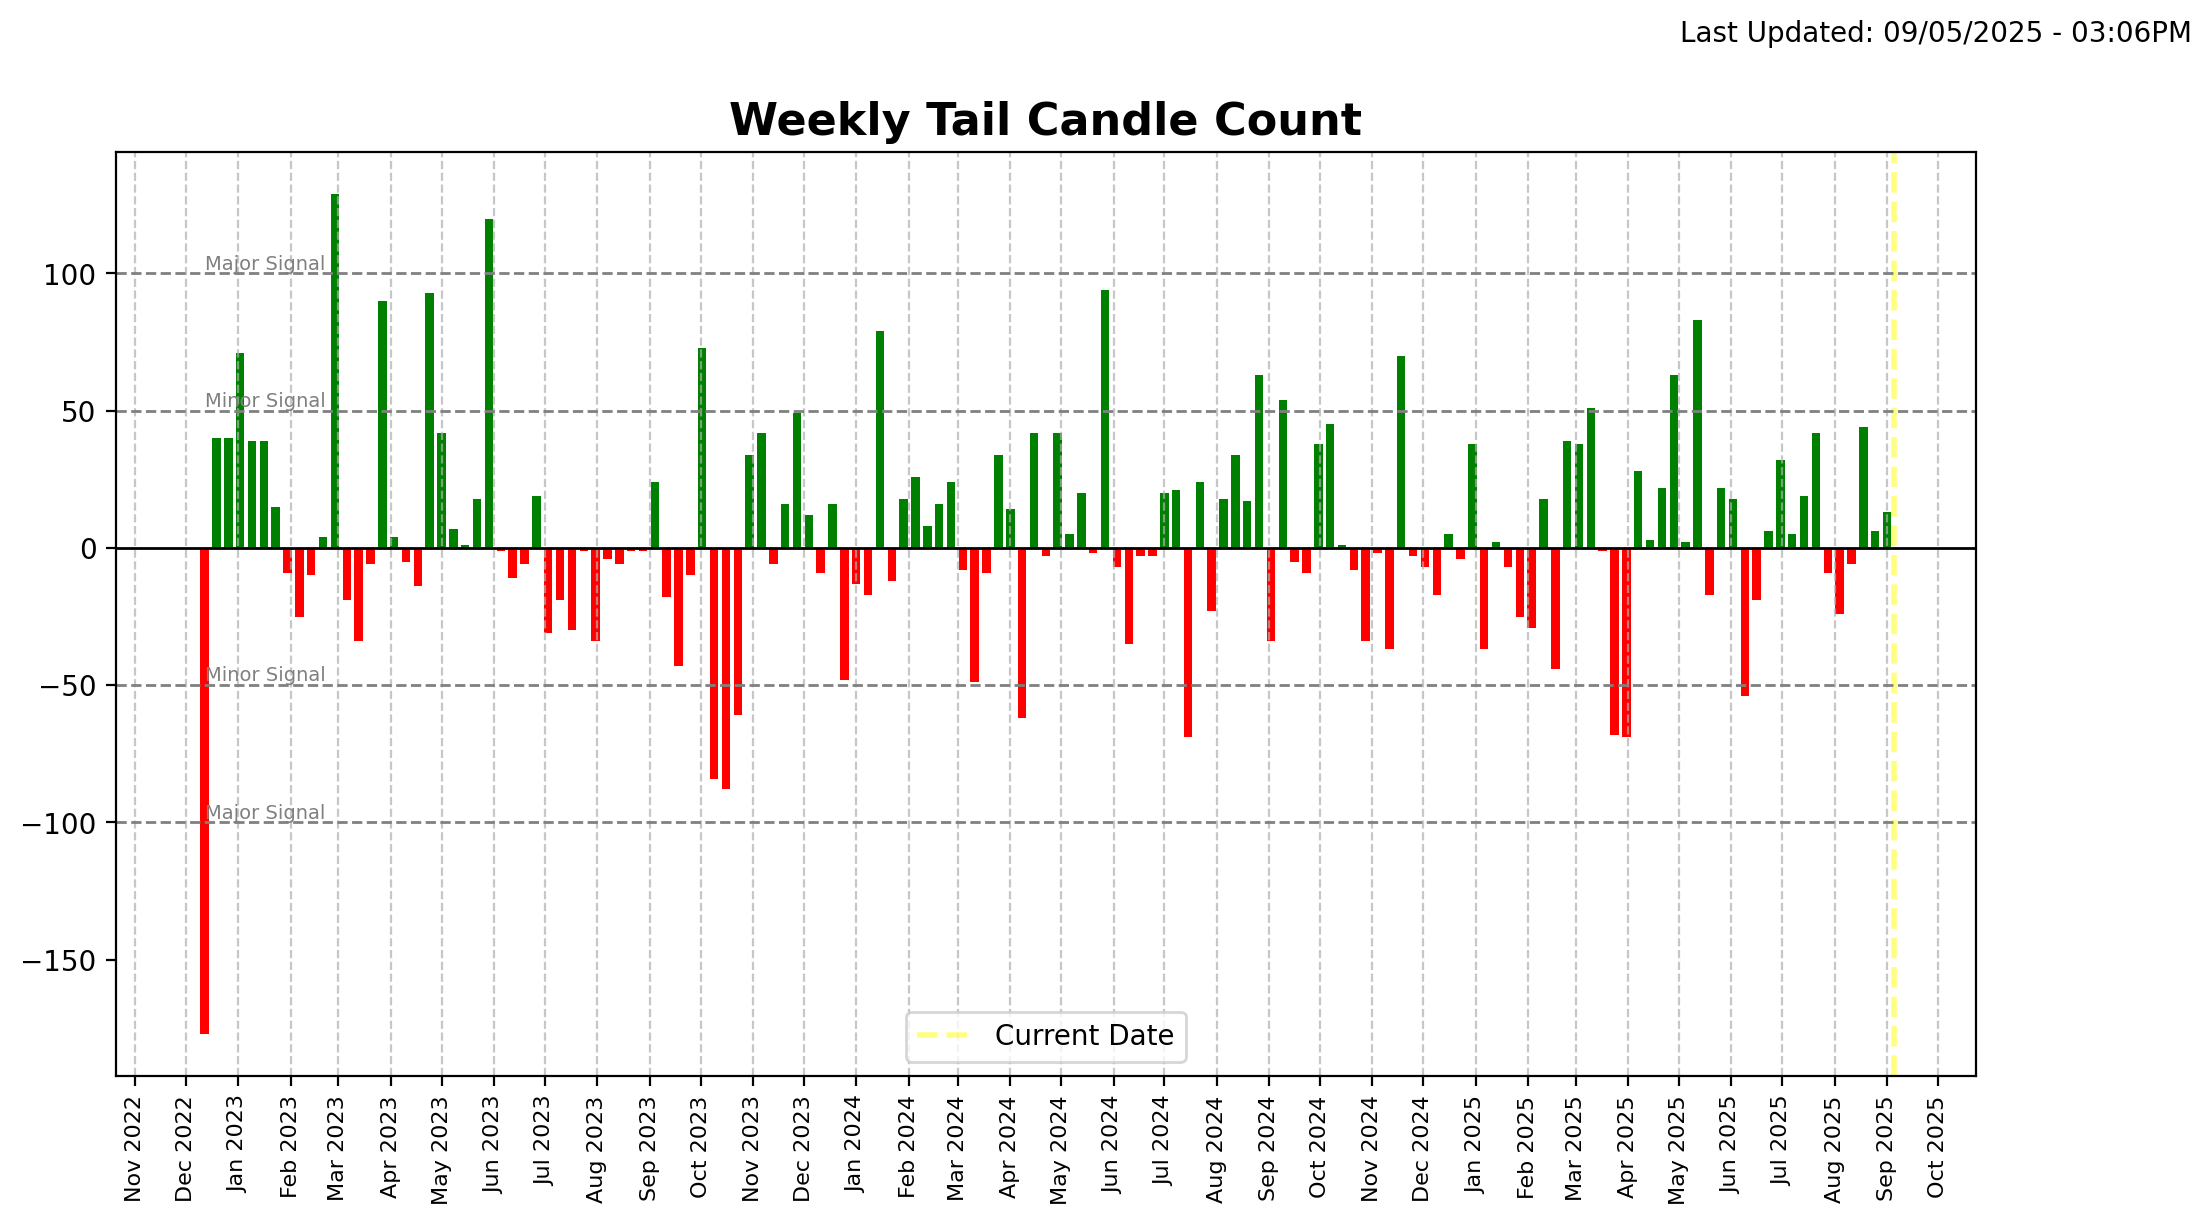 Last Updated: 09/05/2025 - 03:06PM
Weekly Tail Candle Count
Major Signal
100
Minor Signal
50
0
Minor Signal
−50
Major Signal
−100
−150
Current Date
Nov 2022
Dec 2022
Jan 2023
Feb 2023
Mar 2023
Apr 2023
May 2023
Jun 2023
Jul 2023
Aug 2023
Sep 2023
Oct 2023
Nov 2023
Dec 2023
Jan 2024
Feb 2024
Mar 2024
Apr 2024
May 2024
Jun 2024
Jul 2024
Aug 2024
Sep 2024
Oct 2024
Nov 2024
Dec 2024
Jan 2025
Feb 2025
Mar 2025
Apr 2025
May 2025
Jun 2025
Jul 2025
Aug 2025
Sep 2025
Oct 2025